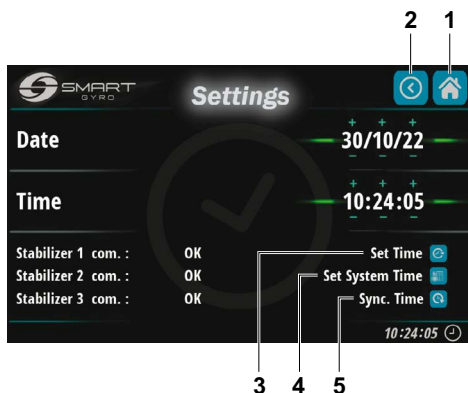 2 1
SMART
GYRO
Settings
+ + +
Date 30/10/22
- - -
+ + +
Time 10:24:05
- - -
Stabilizer 1 com. : OK Set Time
Stabilizer 2 com. : OK Set System Time
Stabilizer 3 com. : OK Sync. Time
10:24:05
3 4 5